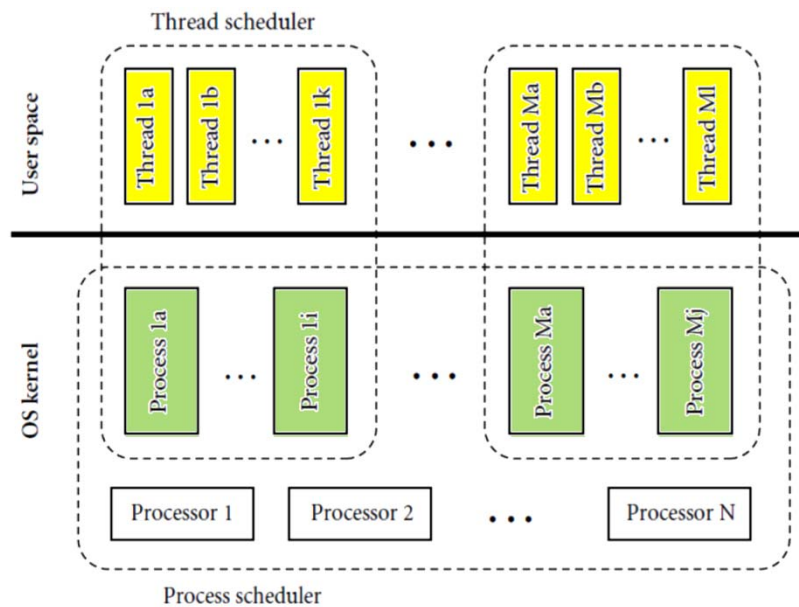 Thread scheduler
User space
Thread 1a
Thread 1b
...
Thread 1k
...
Thread Ma
Thread Mb
...
Thread Ml
OS kernel
Process 1a
...
Process 1i
...
Process Ma
...
Process Mj
Processor 1
Processor 2
...
Processor N
Process scheduler